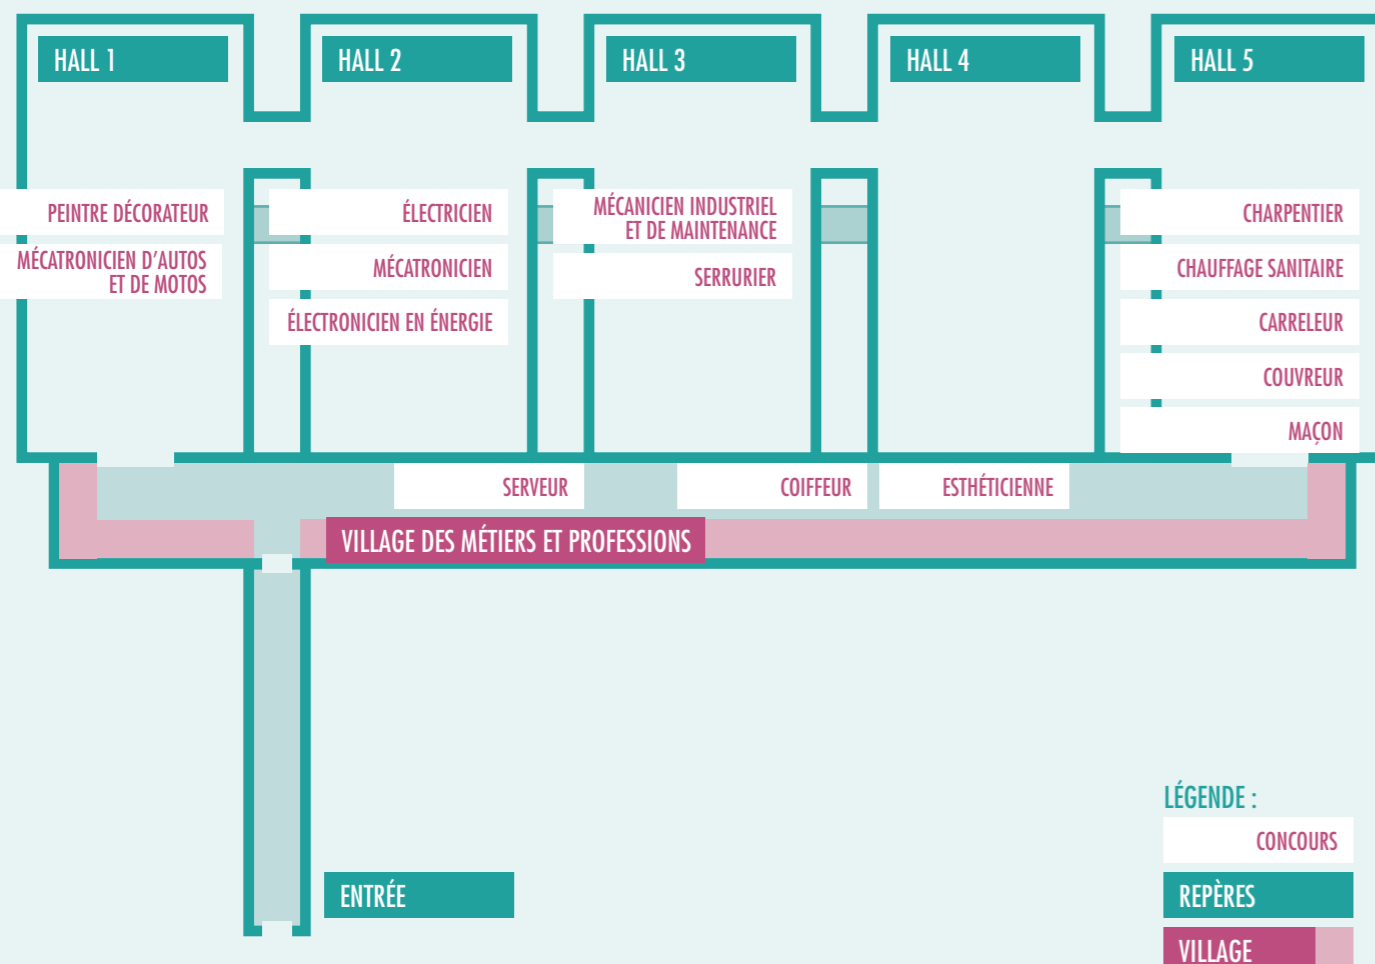 HALL 1
HALL 2
HALL 3
HALL 4
HALL 5
PEINTRE DÉCORATEUR
MÉCATRONICIEN D'AUTOS
ET DE MOTOS
ÉLECTRICIEN
MÉCATRONICIEN
ÉLECTRONICIEN EN ÉNERGIE
MÉCANICIEN INDUSTRIEL
ET DE MAINTENANCE
SERRURIER
CHARPENTIER
CHAUFFAGE SANITAIRE
CARRELEUR
COUVREUR
MAÇON
SERVEUR
COIFFEUR
ESTHÉTICIENNE
VILLAGE DES MÉTIERS ET PROFESSIONS
ENTRÉE
LÉGENDE :
CONCOURS
REPÈRES
VILLAGE